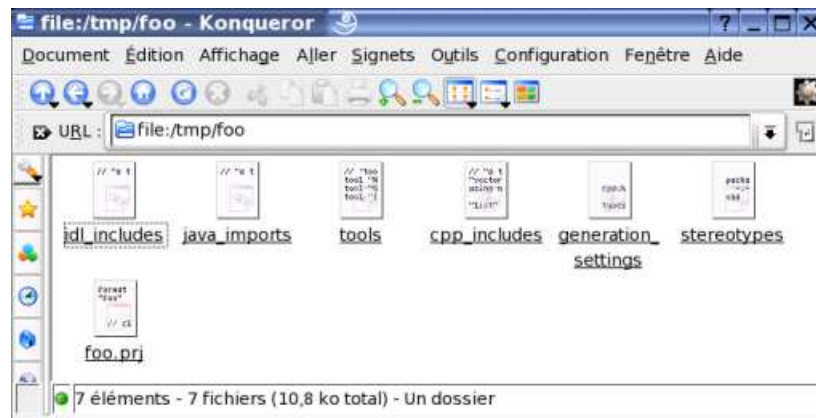 file:/tmp/foo - Konqueror
Document Édition Affichage Aller Signets Outils Configuration Fenêtre Aide
URL : file:/tmp/foo
idl_includes java_imports tools cpp_includes generation_ stereotypes
settings
foo.prj
7 éléments - 7 fichiers (10,8 ko total) - Un dossier